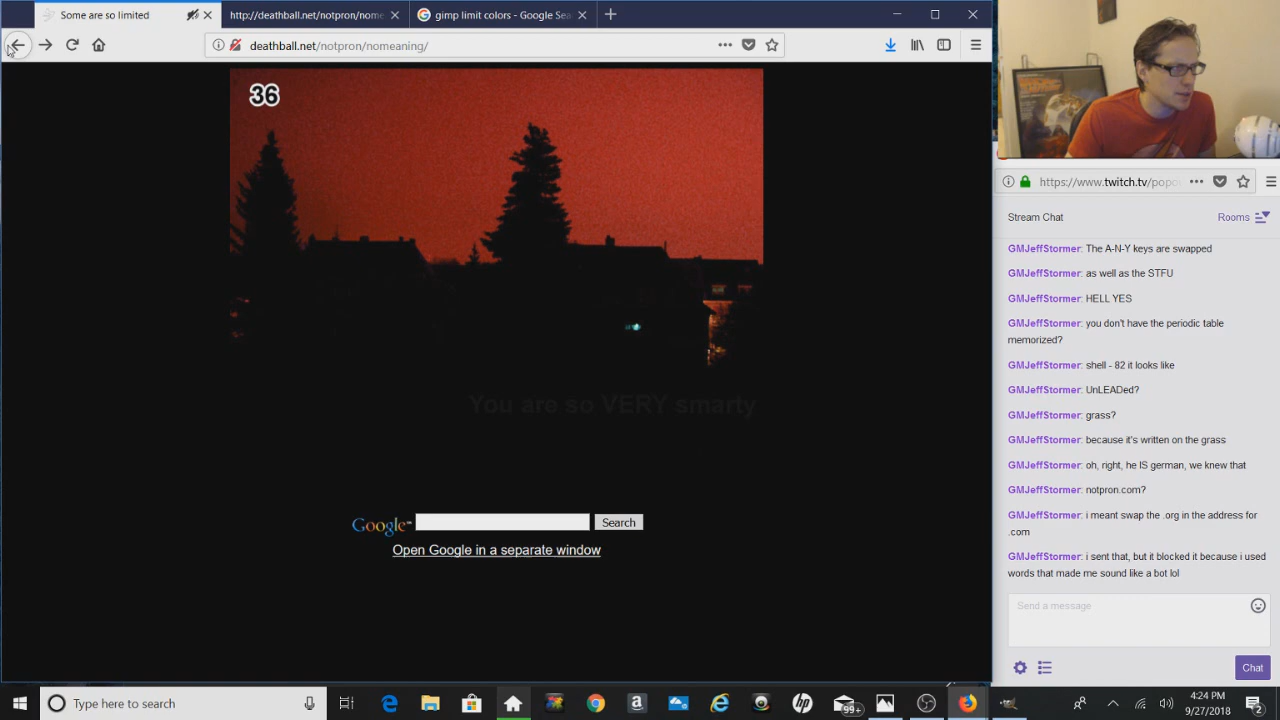 Some are so limited
http://deathball.net/notpron/nome
gimp limit colors - Google Sea
deathball.net/notpron/nomeaning/
36
You are so VERY smarty
Google™ Search
Open Google in a separate window
https://www.twitch.tv/popo
Stream Chat Rooms
GMJeffStormer: The A-N-Y keys are swapped
GMJeffStormer: as well as the STFU
GMJeffStormer: HELL YES
GMJeffStormer: you don't have the periodic table
memorized?
GMJeffStormer: shell - 82 it looks like
GMJeffStormer: UnLEADed?
GMJeffStormer: grass?
GMJeffStormer: because it's written on the grass
GMJeffStormer: oh, right, he IS german, we knew that
GMJeffStormer: notpron.com?
GMJeffStormer: i meant swap the .org in the address for
.com
GMJeffStormer: i sent that, but it blocked it because i used
words that made me sound like a bot lol
Send a message
Chat
Type here to search
99+
4:24 PM
9/27/2018
2